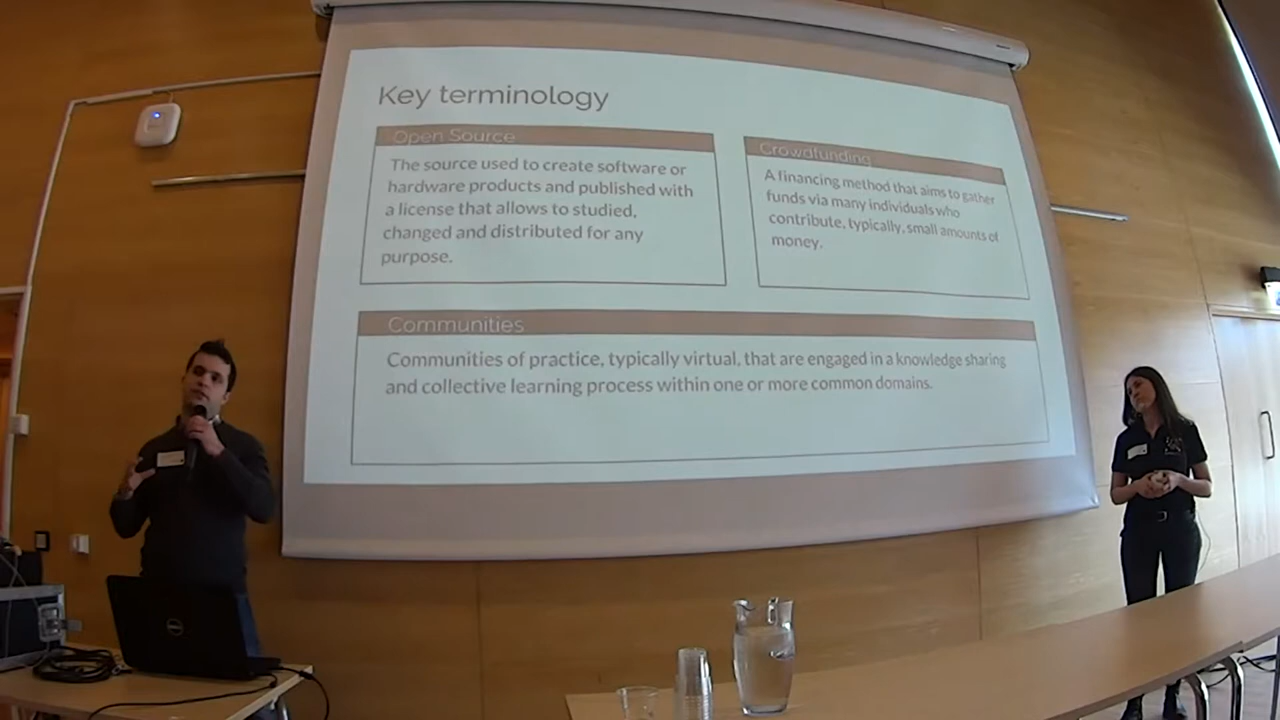 Key terminology
Open Source
The source used to create software or
hardware products and published with
a license that allows to studied,
changed and distributed for any
purpose.
Crowdfunding
A financing method that aims to gather
funds via many individuals who
contribute, typically, small amounts of
money.
Communities
Communities of practice, typically virtual, that are engaged in a knowledge sharing
and collective learning process within one or more common domains.
DELL